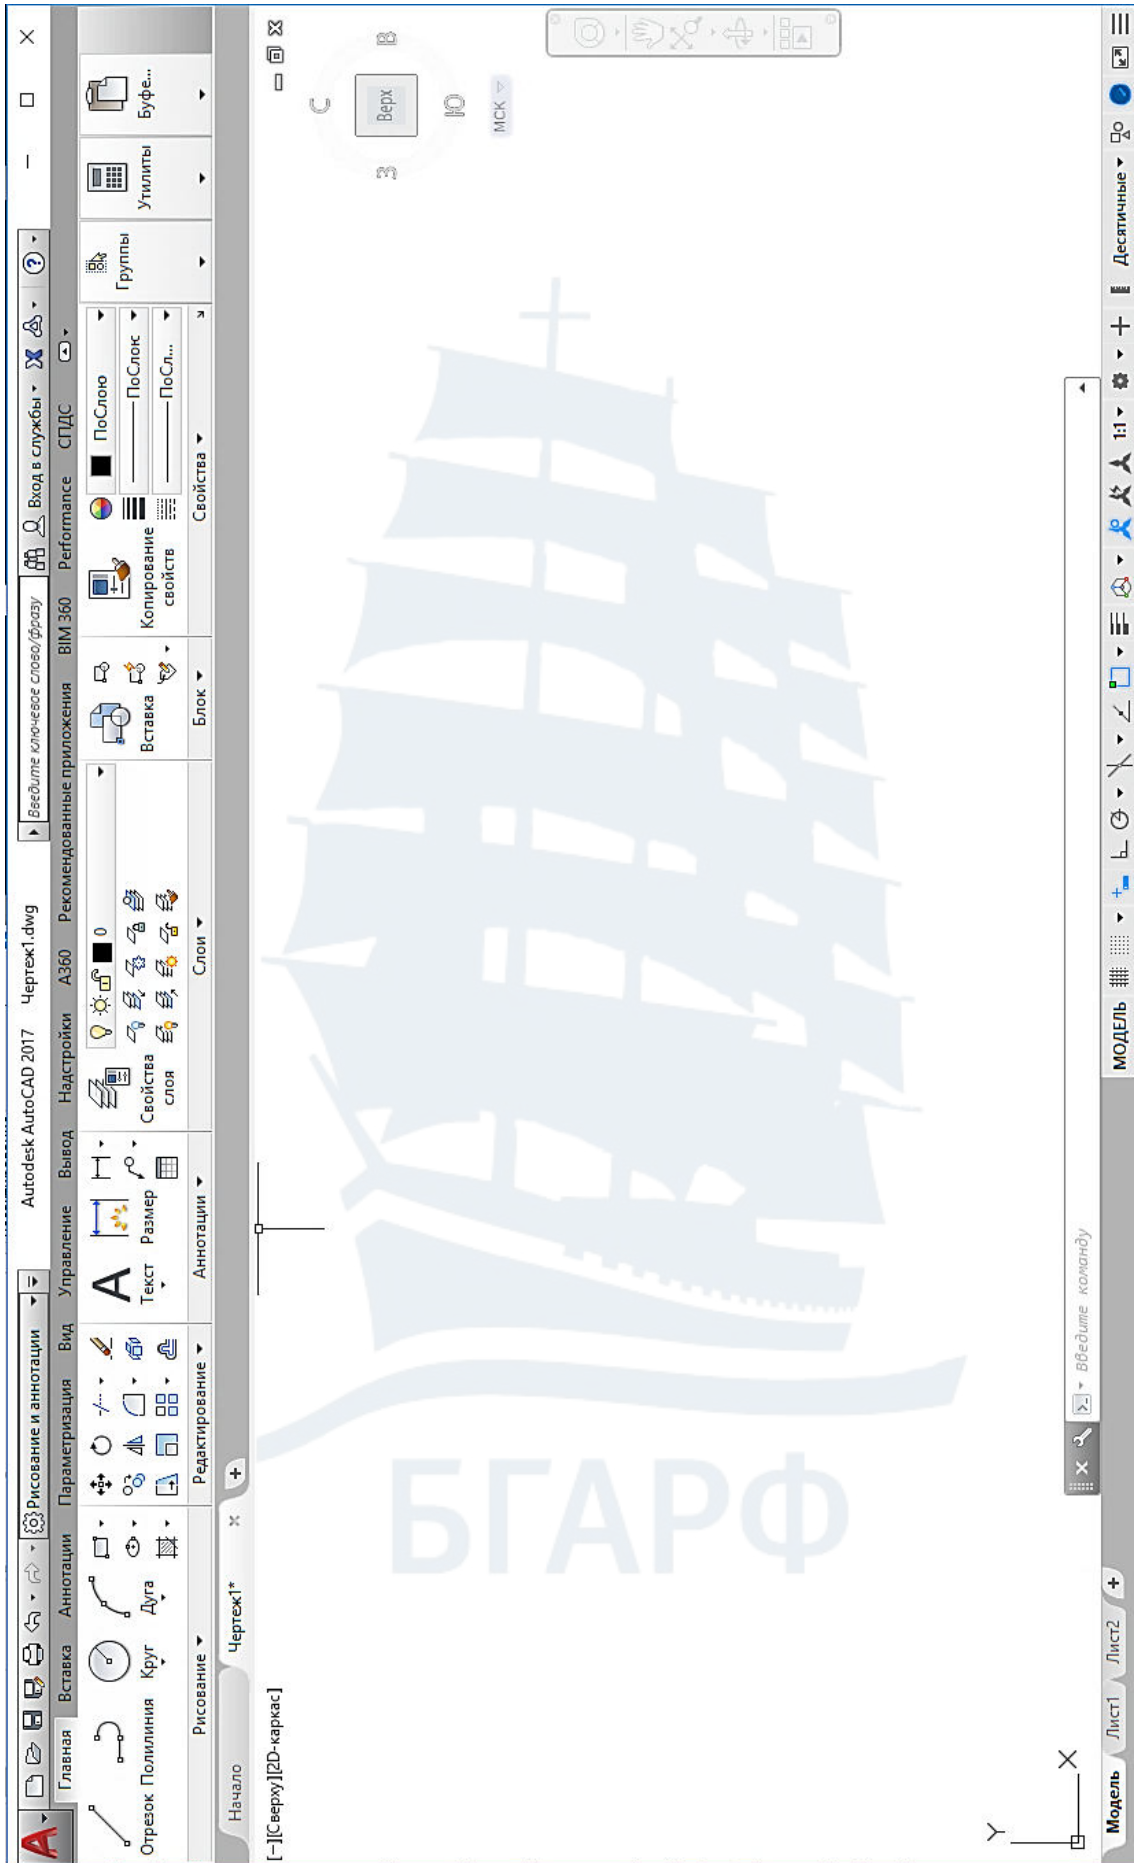 Рисование и аннотации
Autodesk AutoCAD 2017 Чертеж1.dwg
Введите ключевое слово/фразу
Вход в службы
Главная Вставка Аннотации Параметризация Вид Управление Вывод Надстройки A360 Рекомендованные приложения BIM 360 Performance СПДС
Отрезок Полилиния Круг Дуга
Текст Размер
Свойства слоя
0
Вставка
Копирование свойств
ПоСлою
ПоСлою
ПоСл...
Группы
Утилиты
Буфе...
Рисование Редактирование Аннотации Слои Блок Свойства
Начало Чертеж1*
[−][Сверху][2D-каркас]
С
З Верх В
Ю
МСК
БГАРФ
Y
X
Введите команду
Модель Лист1 Лист2
МОДЕЛЬ 1:1 Десятичные